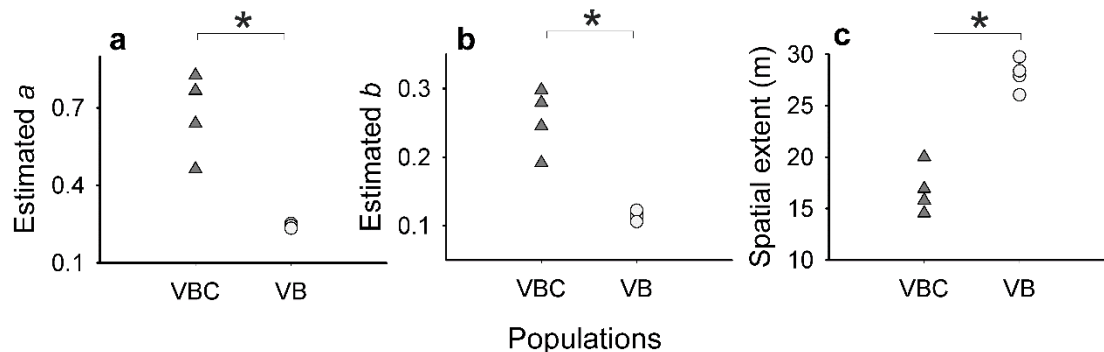 a
*
Estimated a
0.7
0.4
0.1
VBC VB
b
*
Estimated b
0.3
0.2
0.1
VBC VB
c
*
Spatial extent (m)
30
25
20
15
10
VBC VB
Populations